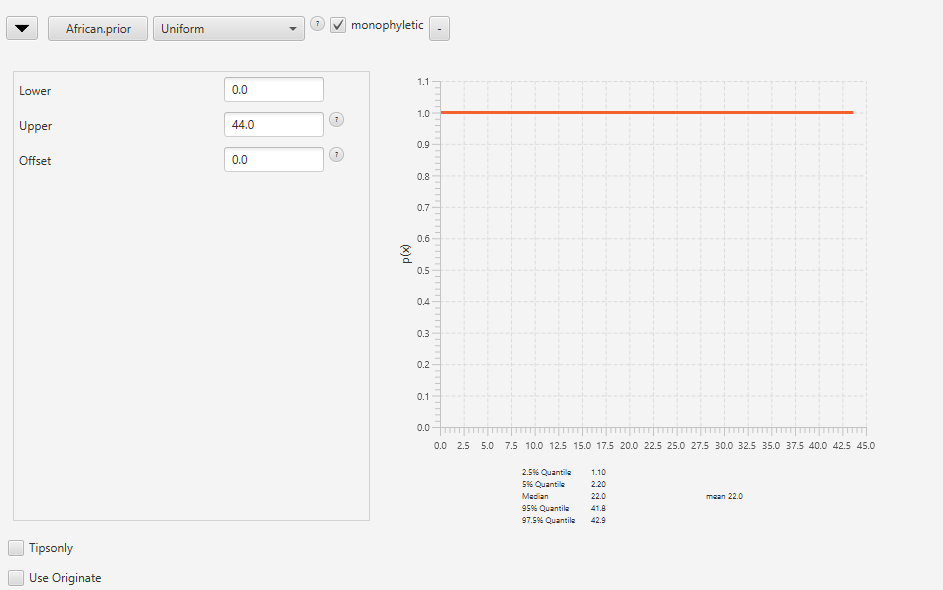 African.prior Uniform ? monophyletic -
Lower 0.0
Upper 44.0 ?
Offset 0.0 ?
1.1
1.0
0.9
0.8
0.7
0.6
0.5
0.4
0.3
0.2
0.1
0.0
p(x)
0.0 2.5 5.0 7.5 10.0 12.5 15.0 17.5 20.0 22.5 25.0 27.5 30.0 32.5 35.0 37.5 40.0 42.5 45.0
2.5% Quantile 1.10
5% Quantile 2.20
Median 22.0 mean 22.0
95% Quantile 41.8
97.5% Quantile 42.9
Tipsonly
Use Originate